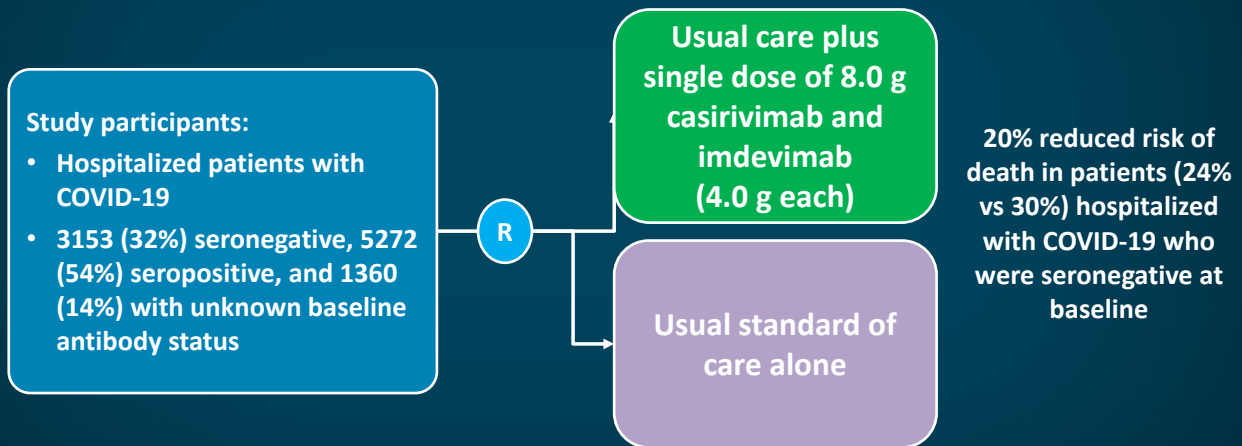 Study participants:
• Hospitalized patients with
COVID-19
• 3153 (32%) seronegative, 5272
(54%) seropositive, and 1360
(14%) with unknown baseline
antibody status
R
Usual care plus
single dose of 8.0 g
casirivimab and
imdevimab
(4.0 g each)
Usual standard of
care alone
20% reduced risk of
death in patients (24%
vs 30%) hospitalized
with COVID-19 who
were seronegative at
baseline